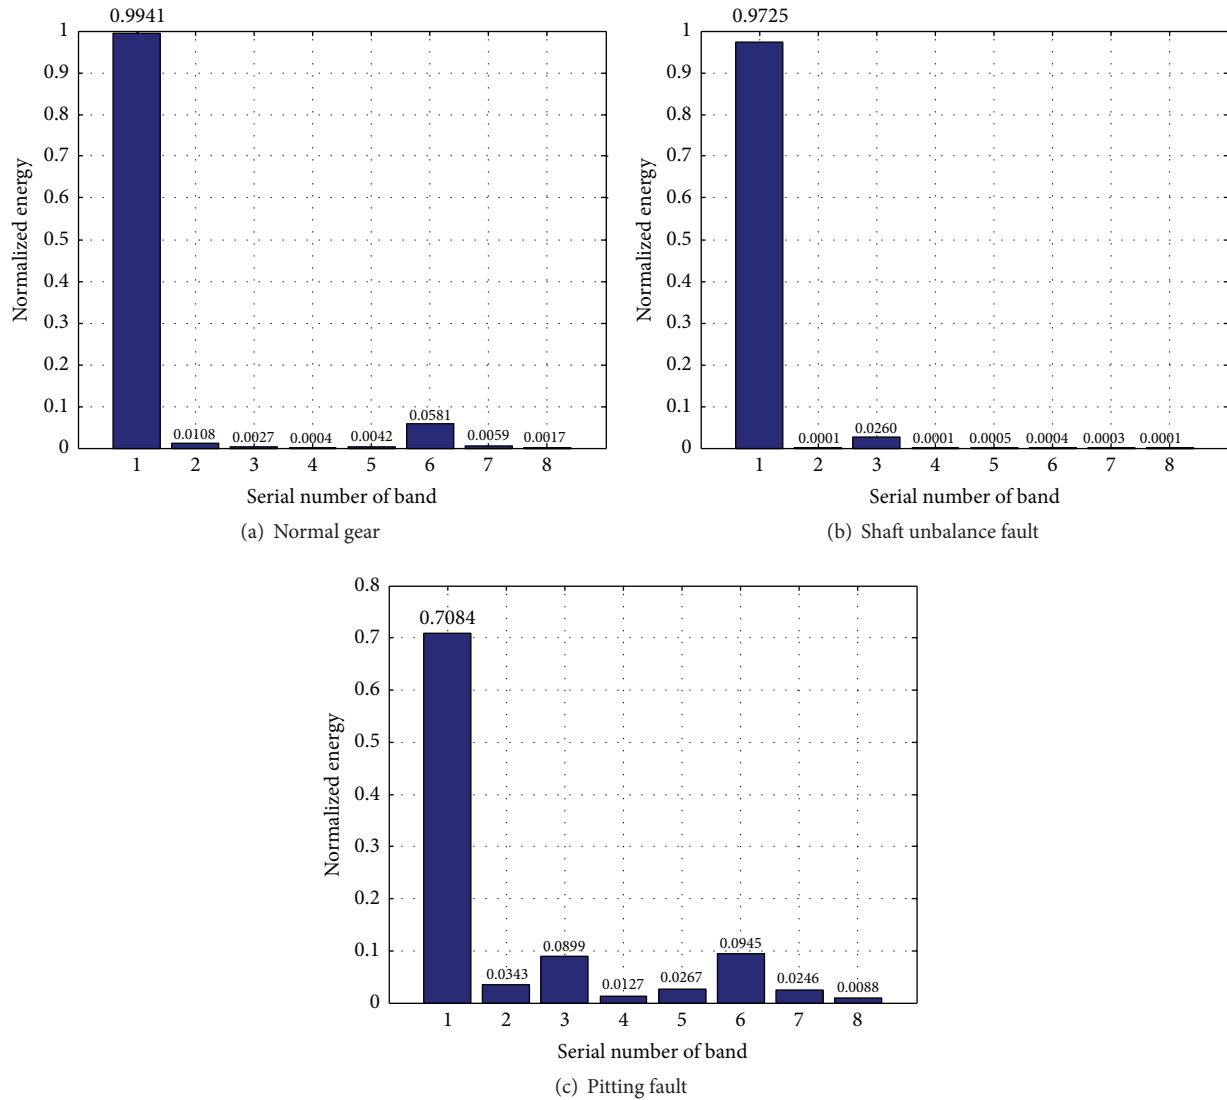 0.9941
1
0.9
0.8
0.7
0.6
0.5
0.4
0.3
0.2
0.1
0
Normalized energy
0.0108 0.0027 0.0004 0.0042 0.0581 0.0059 0.0017
1 2 3 4 5 6 7 8
Serial number of band
(a) Normal gear
0.9725
1
0.9
0.8
0.7
0.6
0.5
0.4
0.3
0.2
0.1
0
Normalized energy
0.0001 0.0260 0.0001 0.0005 0.0004 0.0003 0.0001
1 2 3 4 5 6 7 8
Serial number of band
(b) Shaft unbalance fault
0.8
0.7
0.6
0.5
0.4
0.3
0.2
0.1
0
Normalized energy
0.7084
0.0343 0.0899 0.0127 0.0267 0.0945 0.0246 0.0088
1 2 3 4 5 6 7 8
Serial number of band
(c) Pitting fault